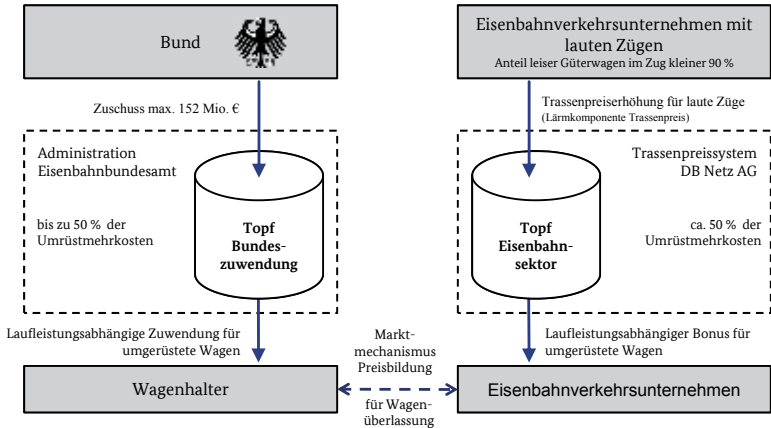 Bund
Eisenbahnverkehrsunternehmen mit
lauten Zügen
Anteil leiser Güterwagen im Zug kleiner 90 %
Zuschuss max. 152 Mio. €
Trassenpreiserhöhung für laute Züge
(Lärmkomponente Trassenpreis)
Administration
Eisenbahnbundesamt
bis zu 50 % der
Umrüstmehrkosten
Topf
Bundes-
zuwendung
Topf
Eisenbahn-
sektor
Trassenpreissystem
DB Netz AG
ca. 50 % der
Umrüstmehrkosten
Laufleistungsabhängige Zuwendung für
umgerüstete Wagen
Markt-
mechanismus
Preisbildung
für Wagen-
überlassung
Laufleistungsabhängiger Bonus für
umgerüstete Wagen
Wagenhalter
Eisenbahnverkehrsunternehmen